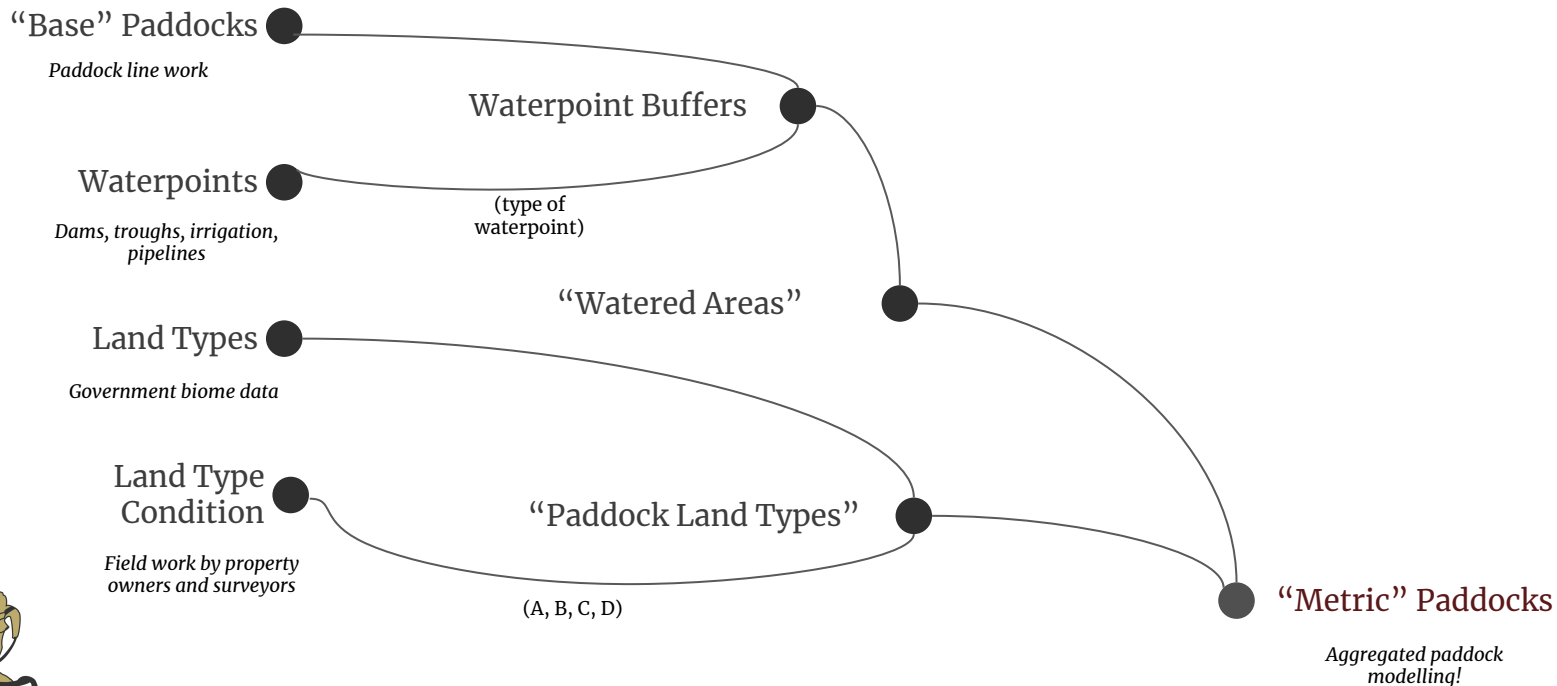 “Base” Paddocks
Paddock line work
Waterpoint Buffers
Waterpoints
(type of
waterpoint)
Dams, troughs, irrigation,
pipelines
“Watered Areas”
Land Types
Government biome data
Land Type
Condition
“Paddock Land Types”
Field work by property
owners and surveyors
(A, B, C, D)
“Metric” Paddocks
Aggregated paddock
modelling!